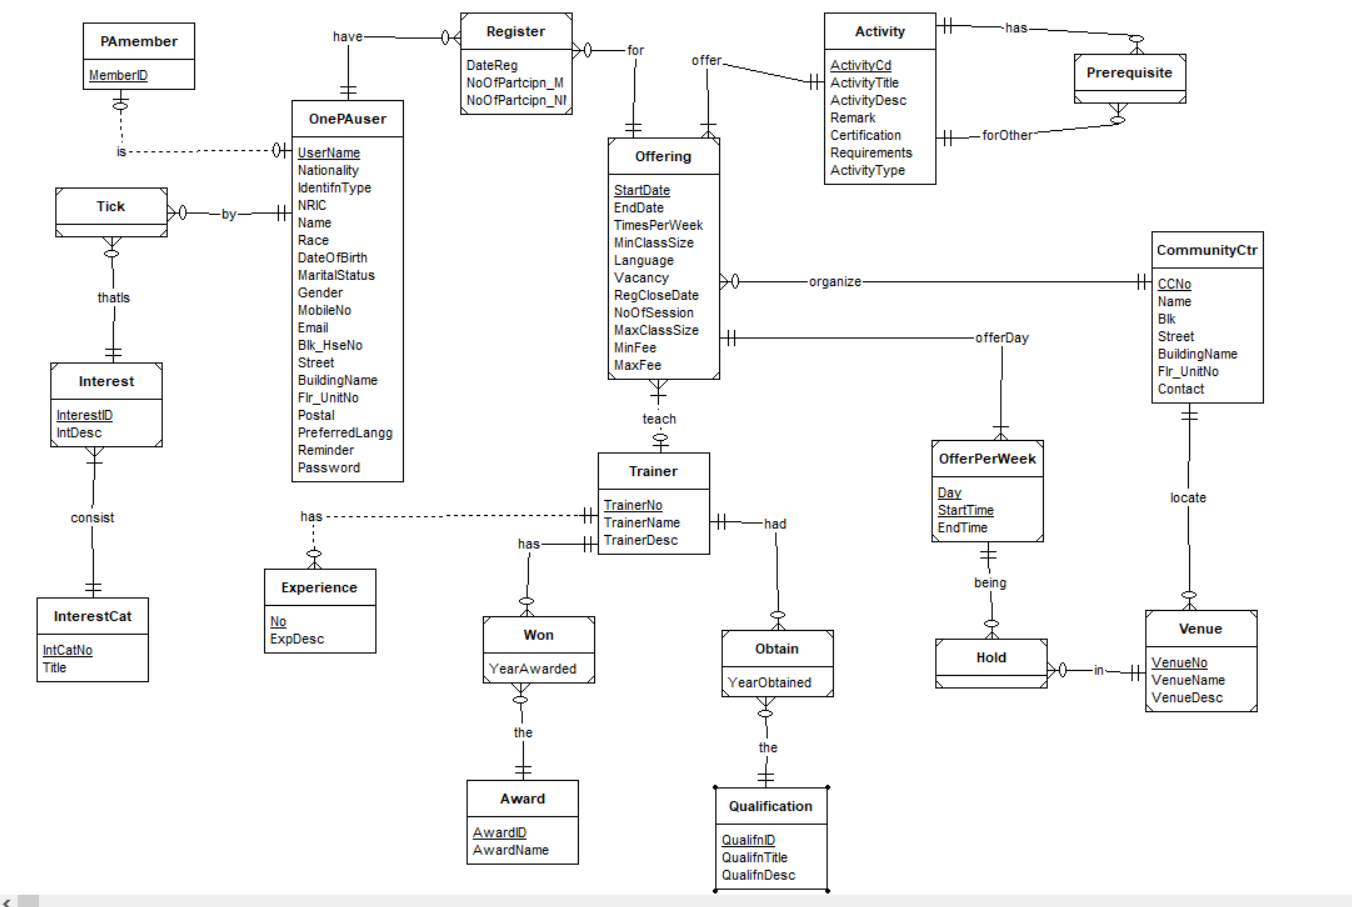 PAmember
MemberID
is
OnePAuser
UserName
Nationality
IdentifnType
NRIC
Name
Race
DateOfBirth
MaritalStatus
Gender
MobileNo
Email
Blk_HseNo
Street
BuildingName
Flr_UnitNo
Postal
PreferredLangg
Reminder
Password
have
Register
DateReg
NoOfPartcipn_M
NoOfPartcipn_NM
for
offer
Activity
ActivityCd
ActivityTitle
ActivityDesc
Remark
Certification
Requirements
ActivityType
has
Prerequisite
forOther
Tick
by
thatIs
Interest
InterestID
IntDesc
consist
InterestCat
IntCatNo
Title
Offering
StartDate
EndDate
TimesPerWeek
MinClassSize
Language
Vacancy
RegCloseDate
NoOfSession
MaxClassSize
MinFee
MaxFee
organize
CommunityCtr
CCNo
Name
Blk
Street
BuildingName
Flr_UnitNo
Contact
offerDay
teach
Trainer
TrainerNo
TrainerName
TrainerDesc
OfferPerWeek
Day
StartTime
EndTime
locate
has
has
had
Experience
No
ExpDesc
being
Won
YearAwarded
Obtain
YearObtained
Hold
in
Venue
VenueNo
VenueName
VenueDesc
the
the
Award
AwardID
AwardName
Qualification
QualifnID
QualifnTitle
QualifnDesc